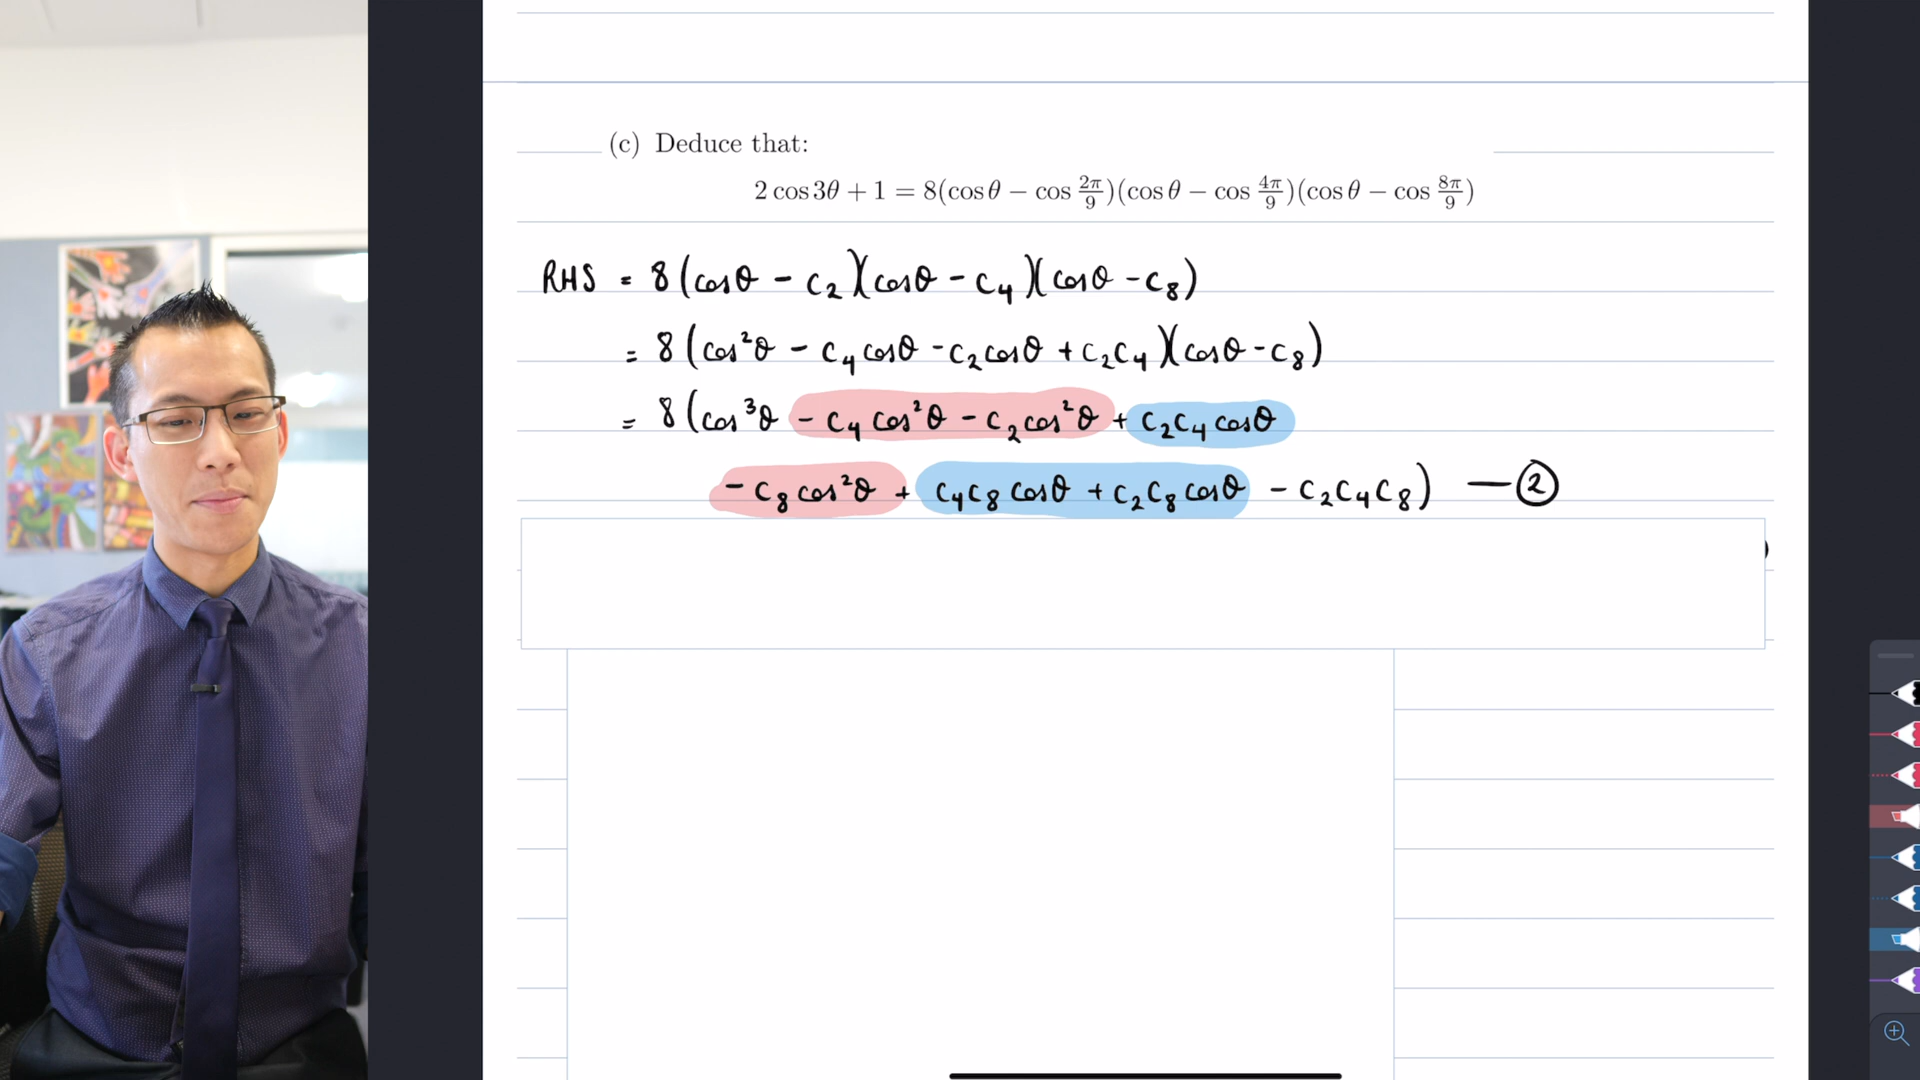 (c) Deduce that:
2 cos 3θ + 1 = 8(cos θ − cos 2π/9)(cos θ − cos 4π/9)(cos θ − cos 8π/9)
RHS = 8(cosθ − c₂)(cosθ − c₄)(cosθ − c₈)
= 8(cos²θ − c₄cosθ − c₂cosθ + c₂c₄)(cosθ − c₈)
= 8(cos³θ − c₄cos²θ − c₂cos²θ + c₂c₄cosθ
− c₈cos²θ + c₄c₈cosθ + c₂c₈cosθ − c₂c₄c₈) —②